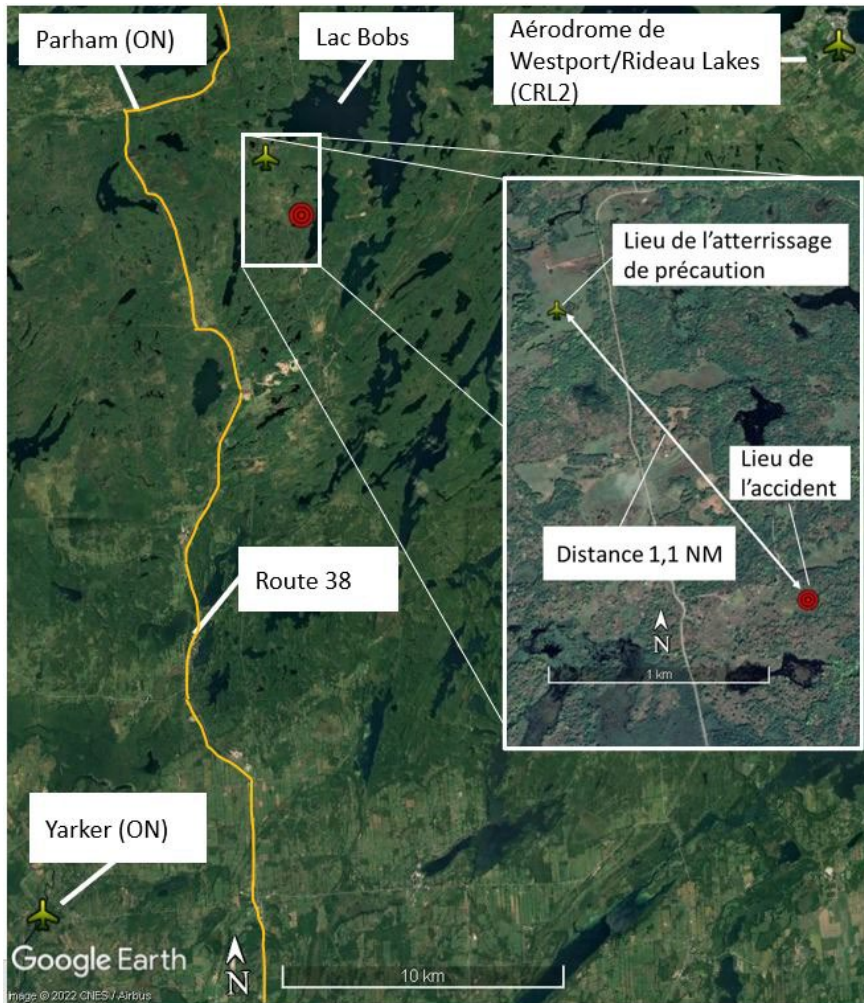 Parham (ON)
Lac Bobs
Aérodrome de
Westport/Rideau Lakes
(CRL2)
Lieu de l'atterrissage
de précaution
Lieu de
l'accident
Distance 1,1 NM
N
1 km
Route 38
Yarker (ON)
Google Earth
N
10 km
Image © 2022 CNES / Airbus